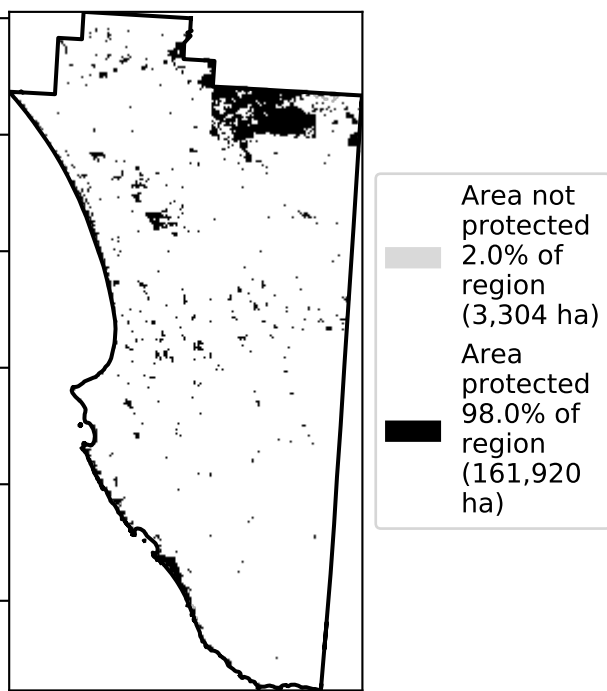 Area not
protected
2.0% of
region
(3,304 ha)
Area
protected
98.0% of
region
(161,920
ha)